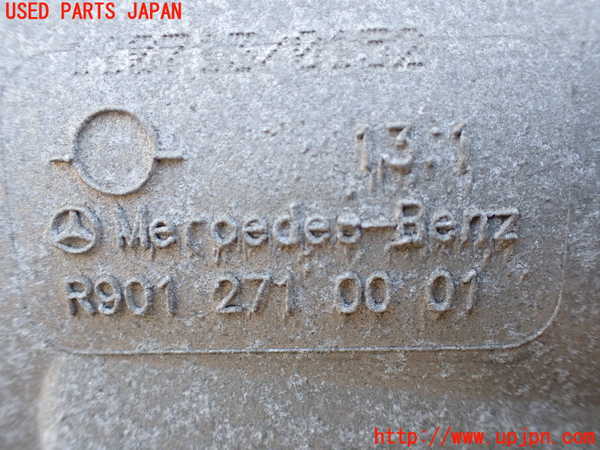 USED PARTS JAPAN
13.1
Mercedes-Benz
R901 271 00 01
http://www.upjpn.com/